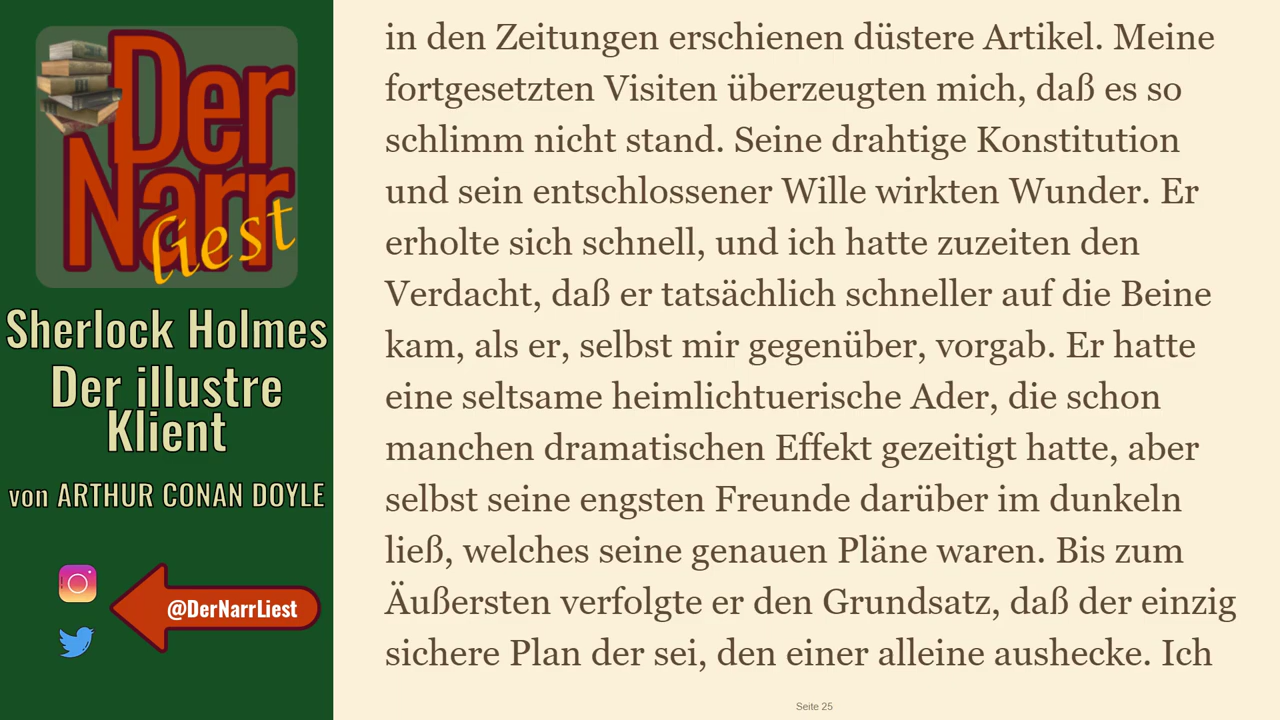 Der
Narr
liest
Sherlock Holmes
Der illustre
Klient
von ARTHUR CONAN DOYLE
@DerNarrLiest
in den Zeitungen erschienen düstere Artikel. Meine
fortgesetzten Visiten überzeugten mich, daß es so
schlimm nicht stand. Seine drahtige Konstitution
und sein entschlossener Wille wirkten Wunder. Er
erholte sich schnell, und ich hatte zuzeiten den
Verdacht, daß er tatsächlich schneller auf die Beine
kam, als er, selbst mir gegenüber, vorgab. Er hatte
eine seltsame heimlichtuerische Ader, die schon
manchen dramatischen Effekt gezeitigt hatte, aber
selbst seine engsten Freunde darüber im dunkeln
ließ, welches seine genauen Pläne waren. Bis zum
Äußersten verfolgte er den Grundsatz, daß der einzig
sichere Plan der sei, den einer alleine aushecke. Ich
Seite 25